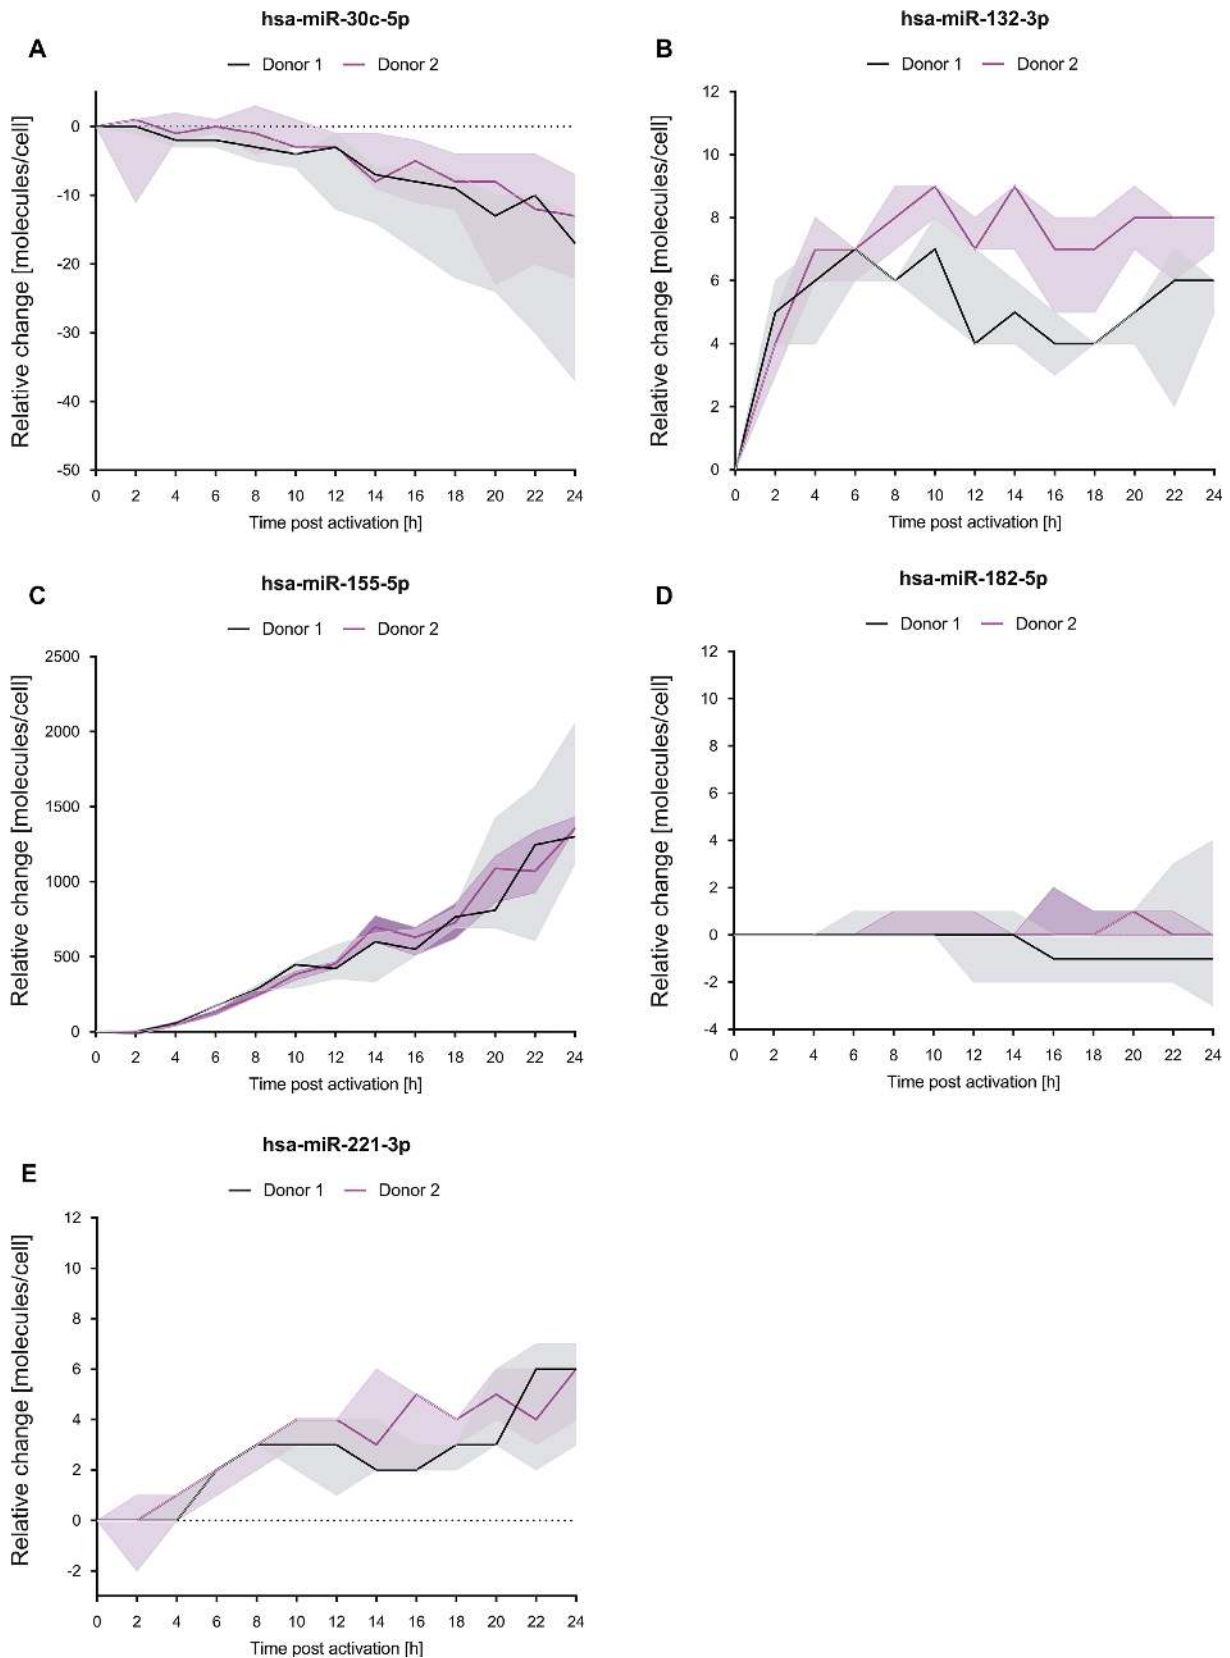 hsa-miR-30c-5p
A
Donor 1 Donor 2
Relative change [molecules/cell]
0
-10
-20
-30
-40
-50
0 2 4 6 8 10 12 14 16 18 20 22 24
Time post activation [h]
hsa-miR-132-3p
B
Donor 1 Donor 2
Relative change [molecules/cell]
12
10
8
6
4
2
0
0 2 4 6 8 10 12 14 16 18 20 22 24
Time post activation [h]
hsa-miR-155-5p
C
Donor 1 Donor 2
Relative change [molecules/cell]
2500
2000
1500
1000
500
0
0 2 4 6 8 10 12 14 16 18 20 22 24
Time post activation [h]
hsa-miR-182-5p
D
Donor 1 Donor 2
Relative change [molecules/cell]
12
10
8
6
4
2
0
-2
-4
0 2 4 6 8 10 12 14 16 18 20 22 24
Time post activation [h]
hsa-miR-221-3p
E
Donor 1 Donor 2
Relative change [molecules/cell]
12
10
8
6
4
2
0
-2
0 2 4 6 8 10 12 14 16 18 20 22 24
Time post activation [h]